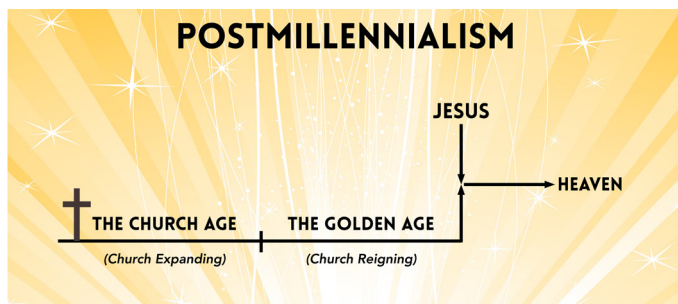 POSTMILLENNIALISM
JESUS
HEAVEN
THE CHURCH AGE
THE GOLDEN AGE
(Church Expanding)
(Church Reigning)